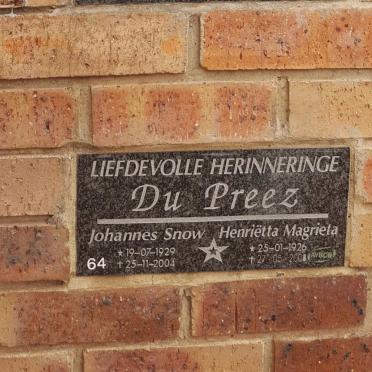 LIEFDEVOLLE HERINNERINGE
Du Preez
Johannes Snow Henriëtta Magrieta
★ 19-07-1929 ★ 25-01-1926
† 25-11-2004
64